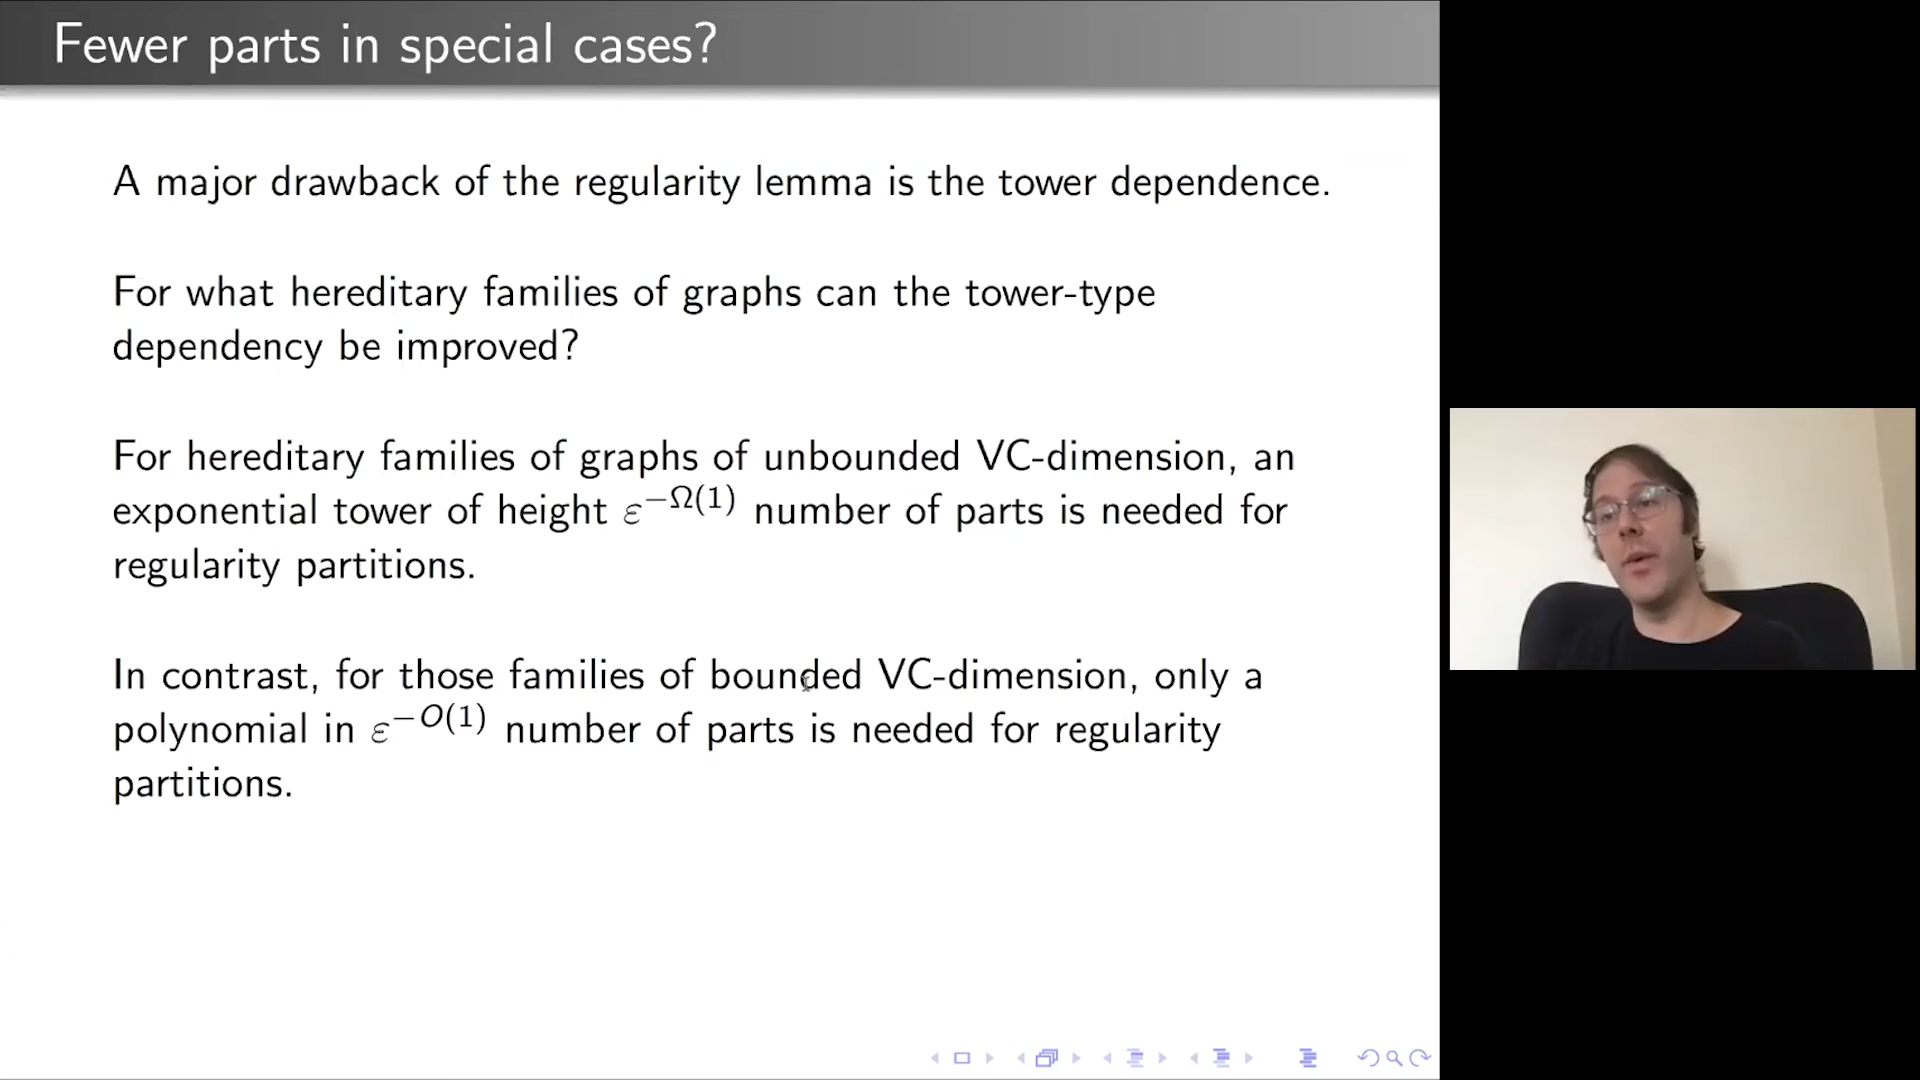 Fewer parts in special cases?
A major drawback of the regularity lemma is the tower dependence.
For what hereditary families of graphs can the tower-type
dependency be improved?
For hereditary families of graphs of unbounded VC-dimension, an
exponential tower of height ε^{−Ω(1)} number of parts is needed for
regularity partitions.
In contrast, for those families of bounded VC-dimension, only a
polynomial in ε^{−O(1)} number of parts is needed for regularity
partitions.